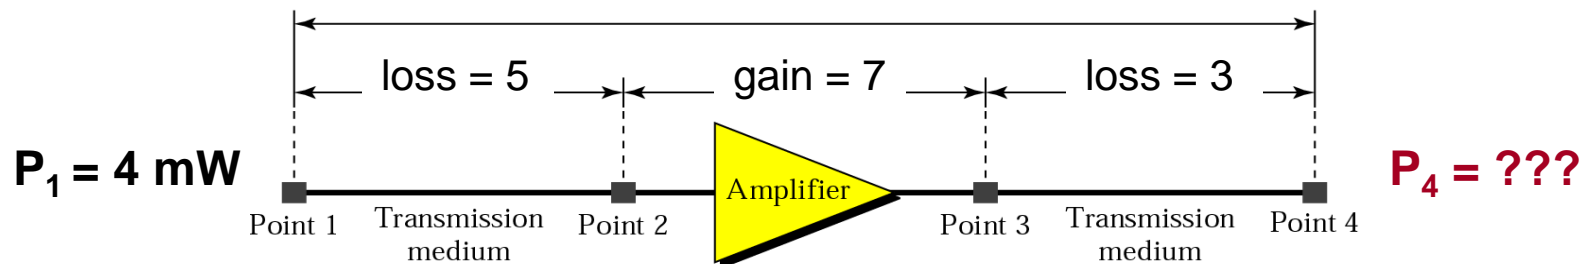 loss = 5 gain = 7 loss = 3
P₁ = 4 mW Amplifier P₄ = ???
Point 1 Transmission medium Point 2 Point 3 Transmission medium Point 4